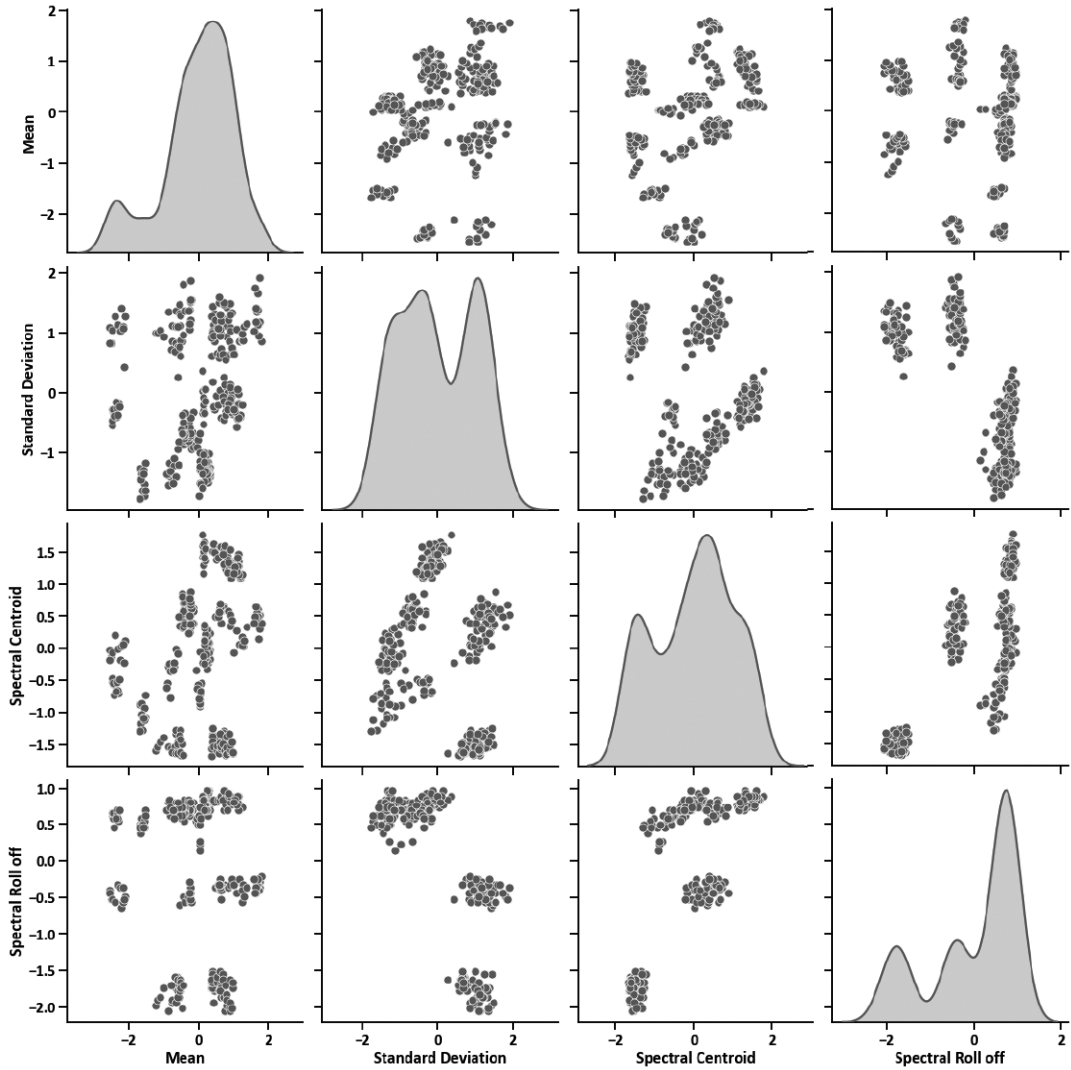 2
1
0
−1
−2
Mean
2
1
0
−1
Standard Deviation
1.5
1.0
0.5
0.0
−0.5
−1.0
−1.5
Spectral Centroid
1.0
0.5
0.0
−0.5
−1.0
−1.5
−2.0
Spectral Roll off
−2 0 2
−2 0 2
−2 0 2
−2 0 2
Mean
Standard Deviation
Spectral Centroid
Spectral Roll off